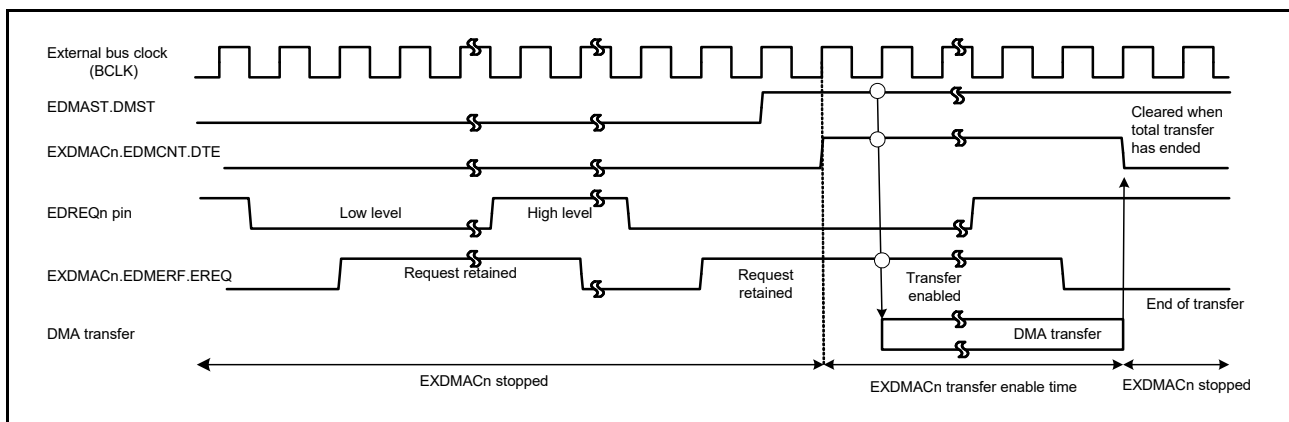 External bus clock
(BCLK)
EDMAST.DMST
Cleared when
total transfer
has ended
EXDMACn.EDMCNT.DTE
EDREQn pin
Low level
High level
EXDMACn.EDMERF.EREQ
Request retained
Request
retained
Transfer
enabled
End of transfer
DMA transfer
DMA transfer
EXDMACn stopped
EXDMACn transfer enable time
EXDMACn stopped